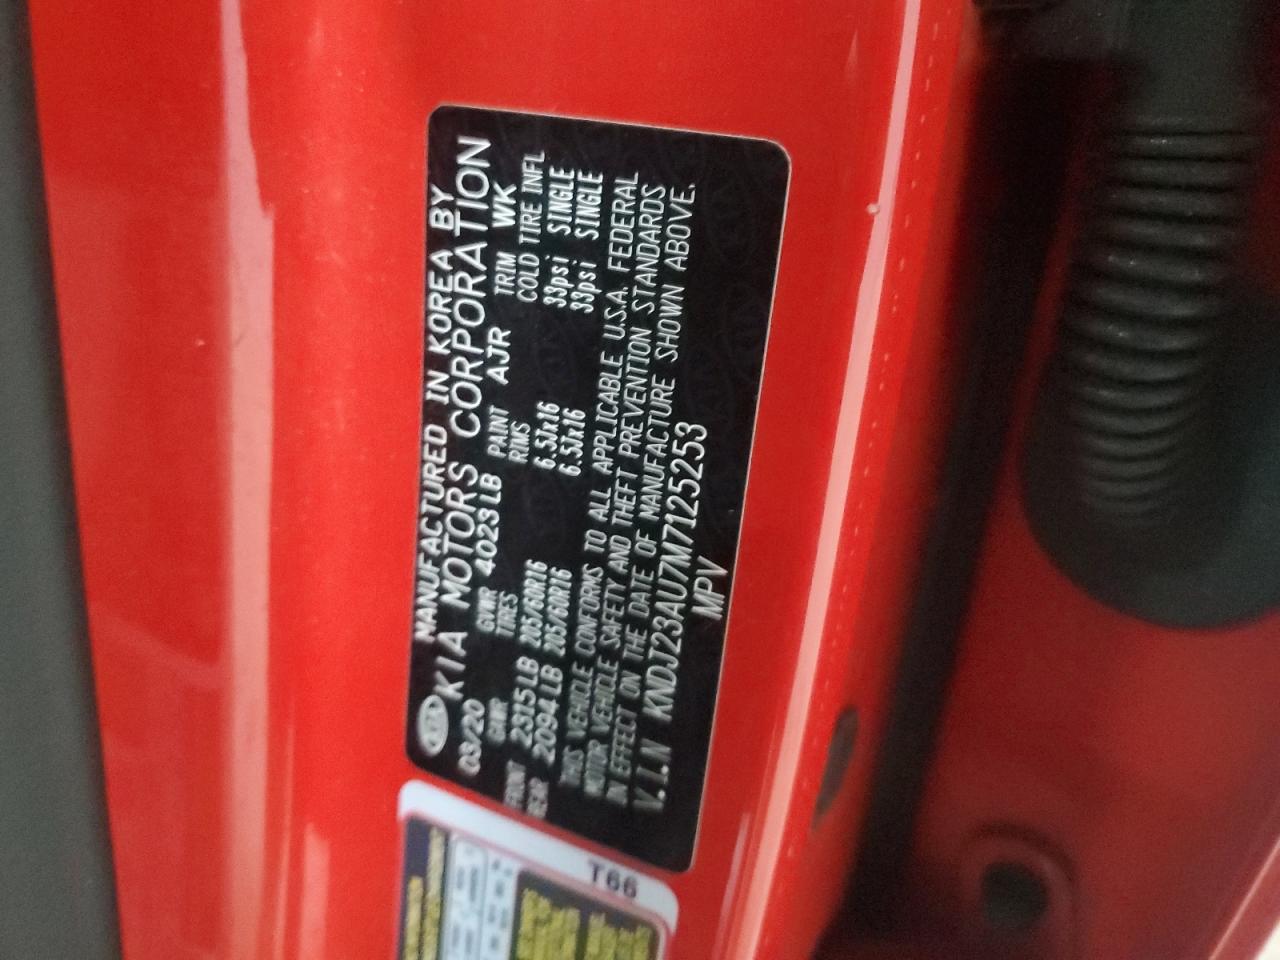 KIA
MANUFACTURED IN KOREA BY
KIA MOTORS CORPORATION
03/20 GVWR 4023LB PAINT AJR TRIM WK
GAWR TIRES RIMS COLD TIRE INFL
FRONT 2315LB 205/60R16 6.5Jx16 33psi SINGLE
REAR 2094LB 205/60R16 6.5Jx16 33psi SINGLE
THIS VEHICLE CONFORMS TO ALL APPLICABLE U.S.A. FEDERAL
MOTOR VEHICLE SAFETY AND THEFT PREVENTION STANDARDS
IN EFFECT ON THE DATE OF MANUFACTURE SHOWN ABOVE.
V.I.N KNDJ23AU7M7125253
MPV
T66